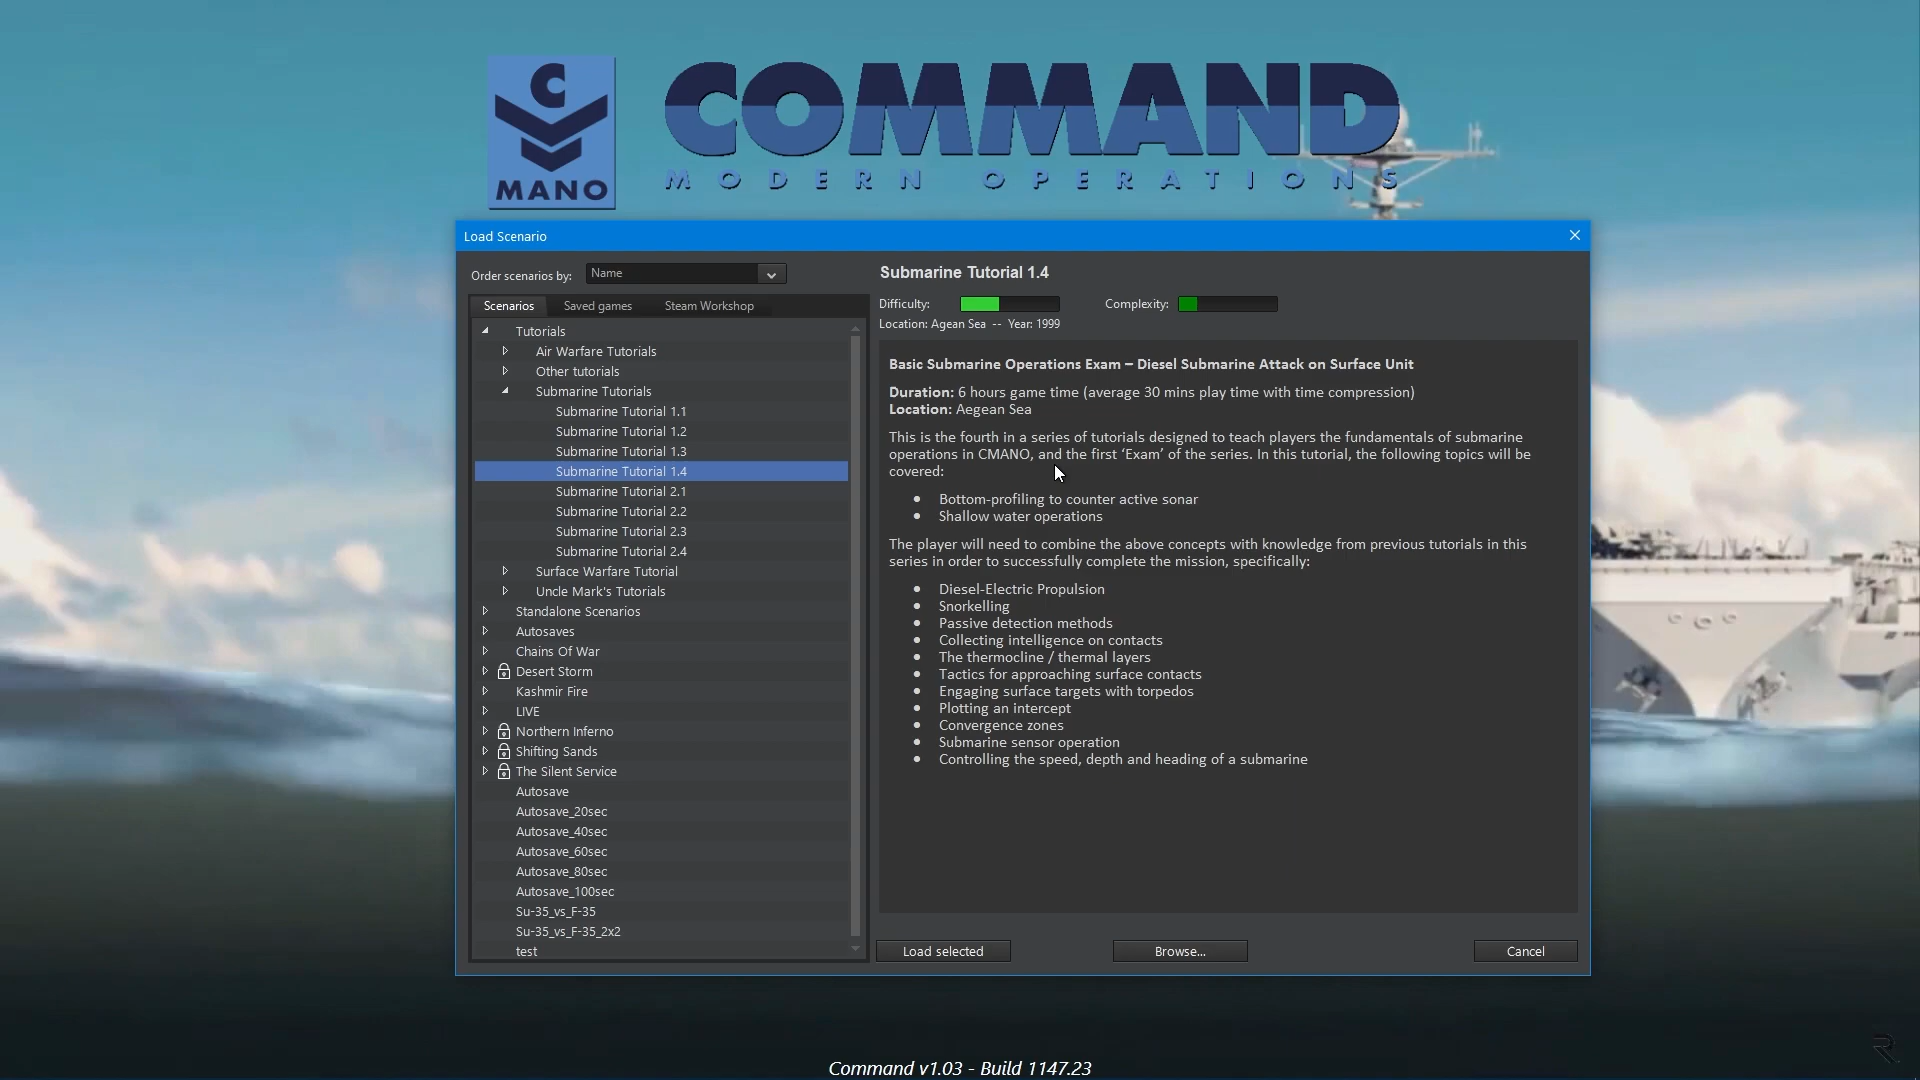 C
MANO
COMMAND
MODERN OPERATIONS
Load Scenario
Order scenarios by: Name
Scenarios Saved games Steam Workshop
Tutorials
Air Warfare Tutorials
Other tutorials
Submarine Tutorials
Submarine Tutorial 1.1
Submarine Tutorial 1.2
Submarine Tutorial 1.3
Submarine Tutorial 1.4
Submarine Tutorial 2.1
Submarine Tutorial 2.2
Submarine Tutorial 2.3
Submarine Tutorial 2.4
Surface Warfare Tutorial
Uncle Mark's Tutorials
Standalone Scenarios
Autosaves
Chains Of War
Desert Storm
Kashmir Fire
LIVE
Northern Inferno
Shifting Sands
The Silent Service
Autosave
Autosave_20sec
Autosave_40sec
Autosave_60sec
Autosave_80sec
Autosave_100sec
Su-35_vs_F-35
Su-35_vs_F-35_2x2
test
Submarine Tutorial 1.4
Difficulty: Complexity:
Location: Agean Sea -- Year: 1999
Basic Submarine Operations Exam – Diesel Submarine Attack on Surface Unit
Duration: 6 hours game time (average 30 mins play time with time compression)
Location: Aegean Sea
This is the fourth in a series of tutorials designed to teach players the fundamentals of submarine
operations in CMANO, and the first ‘Exam’ of the series. In this tutorial, the following topics will be
covered:
• Bottom-profiling to counter active sonar
• Shallow water operations
The player will need to combine the above concepts with knowledge from previous tutorials in this
series in order to successfully complete the mission, specifically:
• Diesel-Electric Propulsion
• Snorkelling
• Passive detection methods
• Collecting intelligence on contacts
• The thermocline / thermal layers
• Tactics for approaching surface contacts
• Engaging surface targets with torpedos
• Plotting an intercept
• Convergence zones
• Submarine sensor operation
• Controlling the speed, depth and heading of a submarine
Load selected Browse... Cancel
Command v1.03 - Build 1147.23